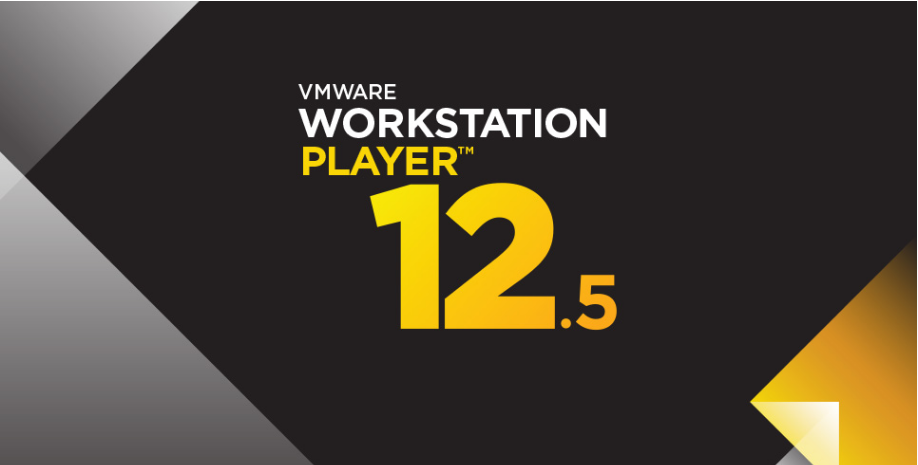 VMWARE
WORKSTATION
PLAYER™
12.5